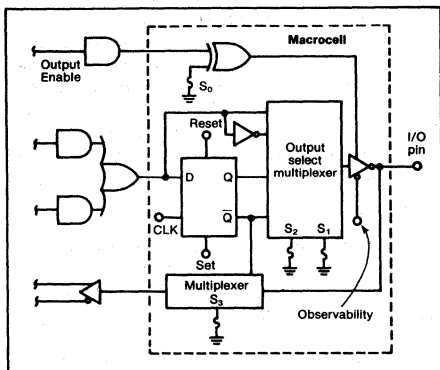 Macrocell
Output
Enable
S₀
Reset
I/O
pin
Output
select
multiplexer
D
Q
Q̅
CLK
Set
S₂
S₁
Multiplexer
S₃
Observability